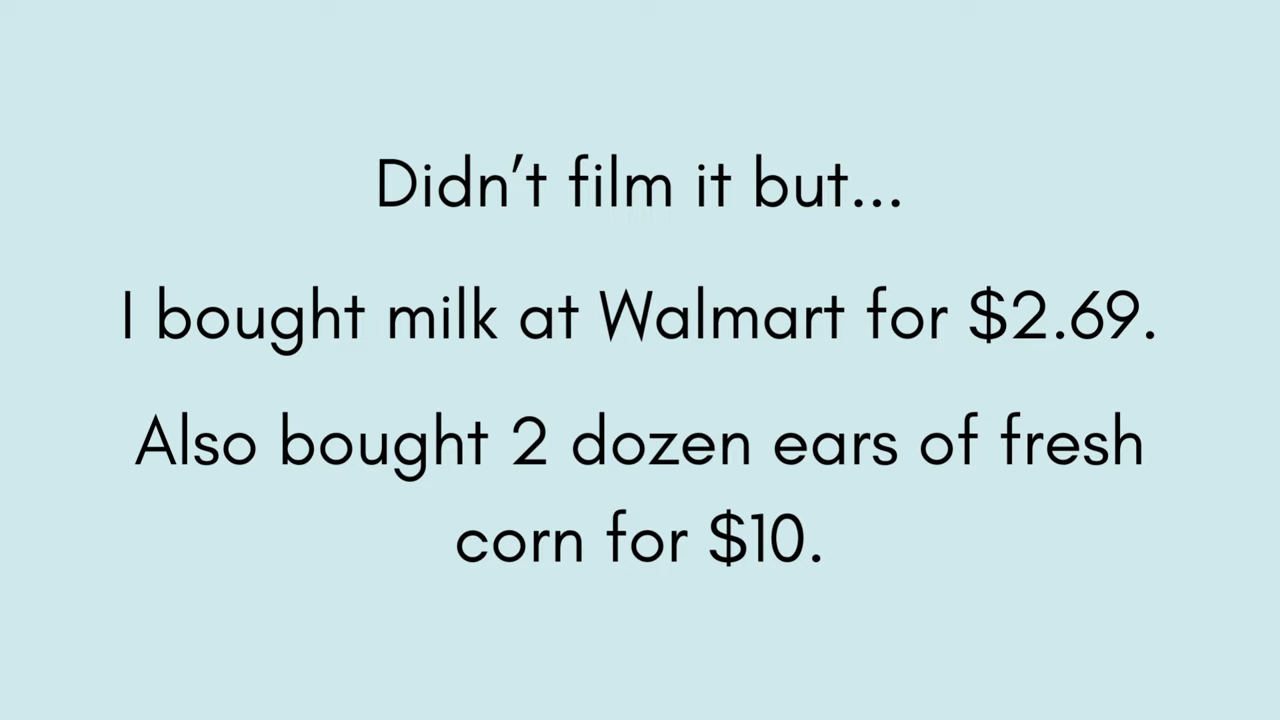 Didn’t film it but...
I bought milk at Walmart for $2.69.
Also bought 2 dozen ears of fresh
corn for $10.